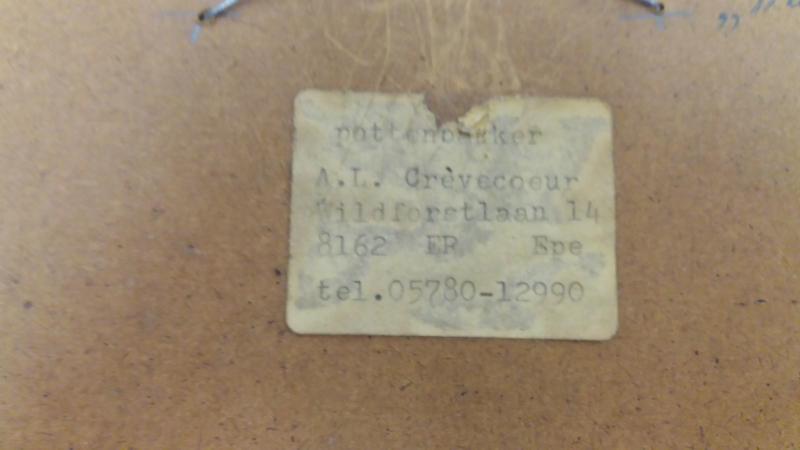 pottenbakker
A.L. Crèvecoeur
Wildforstlaan 14
8162 ER Epe
tel.05780-12990